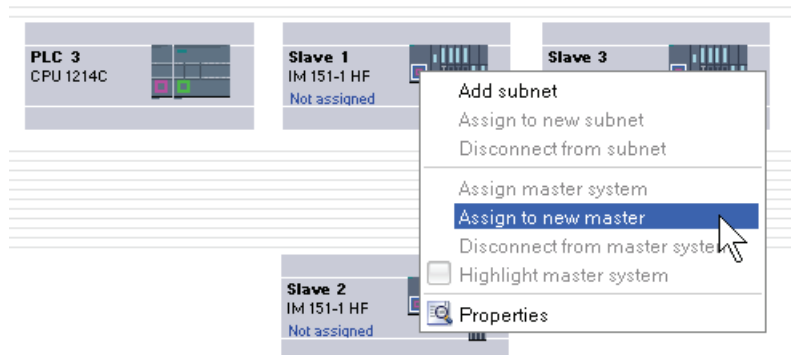 PLC 3
CPU 1214C
Slave 1
IM 151-1 HF
Not assigned
Slave 3
Add subnet
Assign to new subnet
Disconnect from subnet
Assign master system
Assign to new master
Disconnect from master system
Highlight master system
Properties
Slave 2
IM 151-1 HF
Not assigned